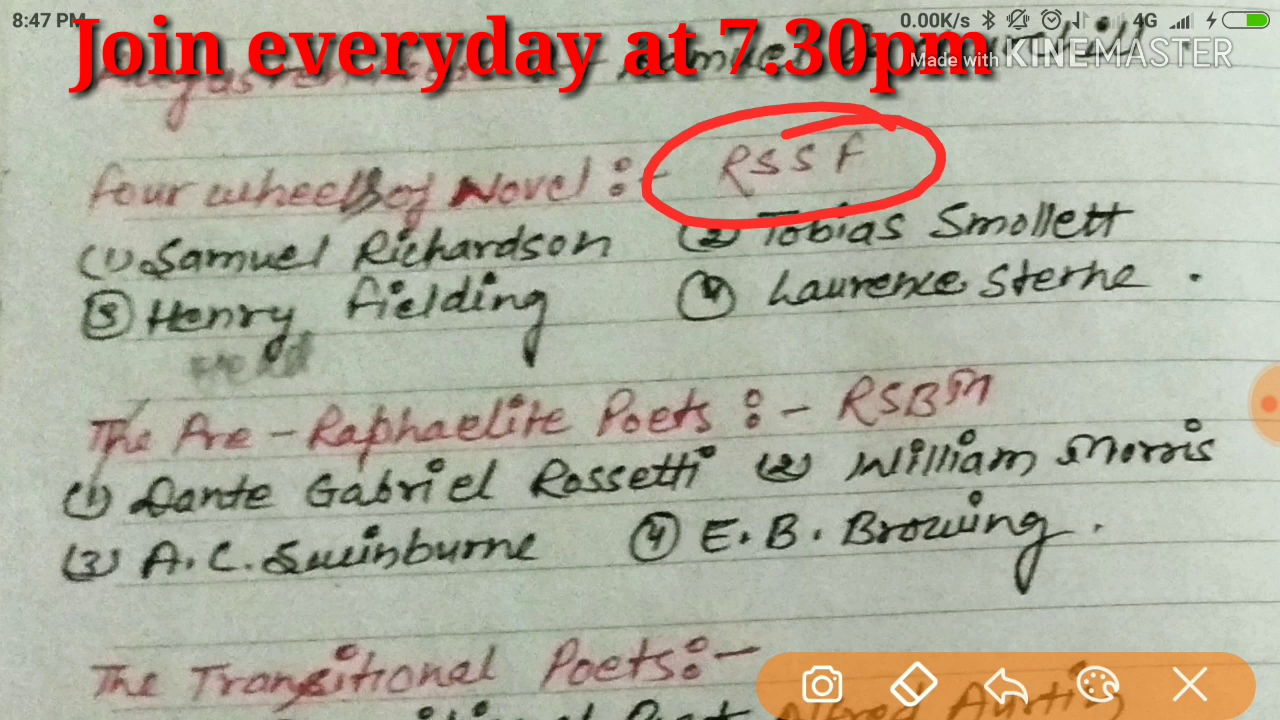 8:47 PM 0.00K/s 4G
Join everyday at 7.30pm
Made with KINEMASTER
Four wheels of Novel :- RSSF
(1) Samuel Richardson (2) Tobias Smollett
(3) Henry Fielding (4) Laurence Sterne .
The Pre-Raphaelite Poets :- RSBM
(1) Dante Gabriel Rossetti (2) William Morris
(3) A.C. Swinburne (4) E.B. Browing .
The Transitional Poets:-
Poet Alfred